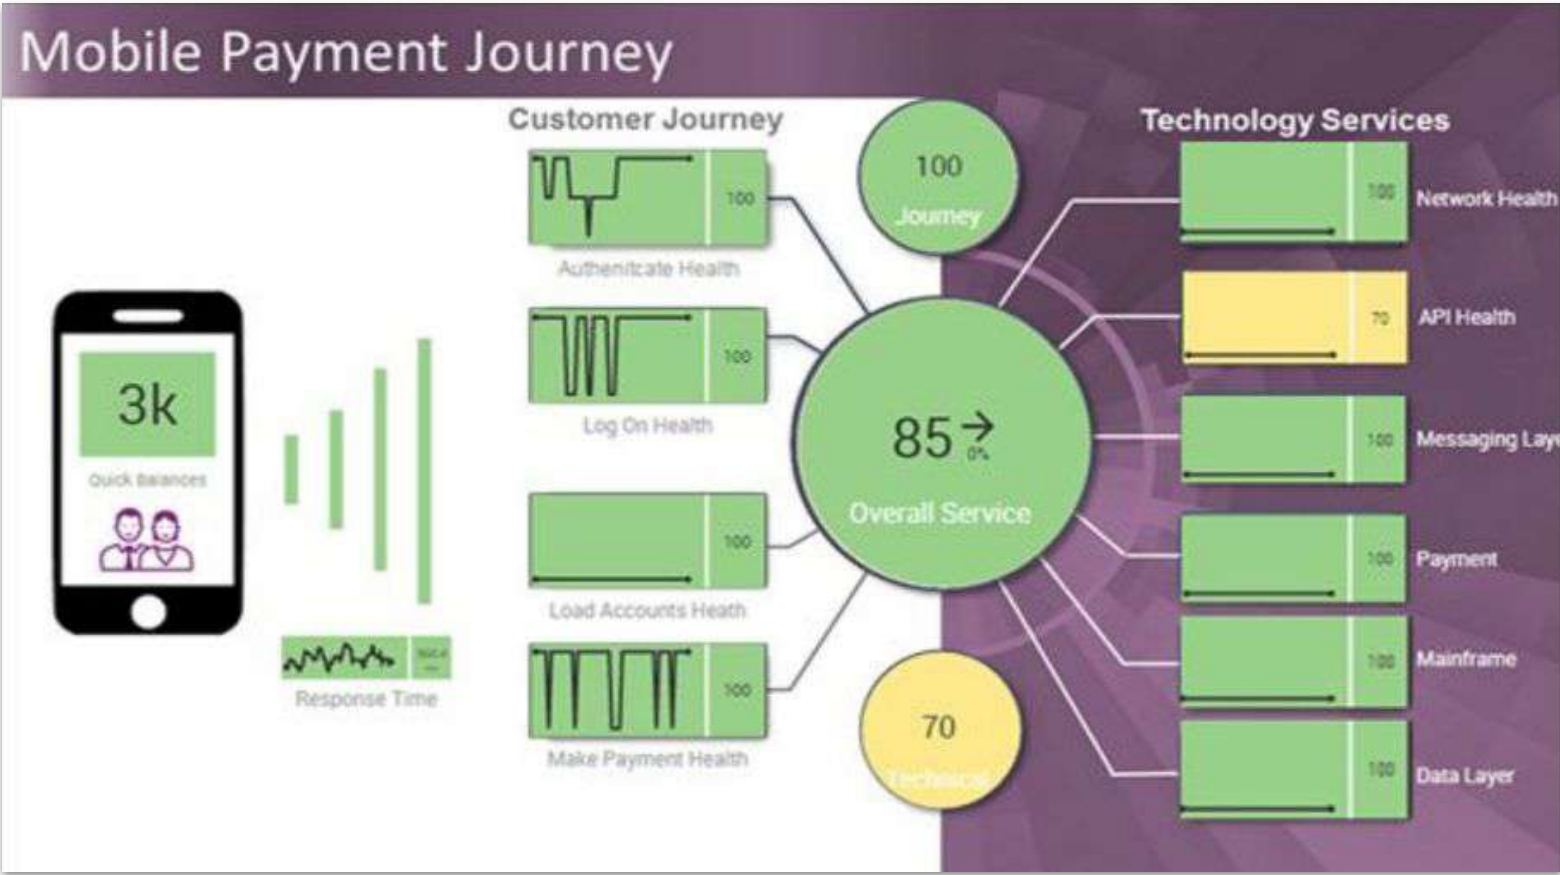 Mobile Payment Journey
Customer Journey
Technology Services
3k
Quick Balances
Response Time
100
Authenitcate Health
100
Log On Health
100
Load Accounts Heath
100
Make Payment Health
100
Journey
85
0%
Overall Service
70
Technical
100
Network Health
70
API Health
100
Messaging Laye
100
Payment
100
Mainframe
100
Data Layer